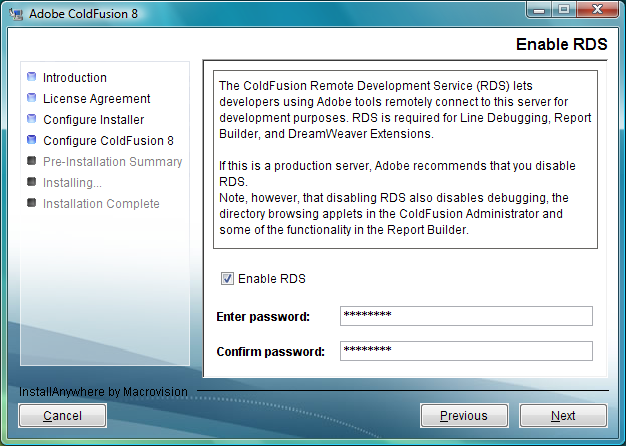 Adobe ColdFusion 8
Enable RDS
Introduction
License Agreement
Configure Installer
Configure ColdFusion 8
Pre-Installation Summary
Installing...
Installation Complete
The ColdFusion Remote Development Service (RDS) lets
developers using Adobe tools remotely connect to this server for
development purposes. RDS is required for Line Debugging, Report
Builder, and DreamWeaver Extensions.
If this is a production server, Adobe recommends that you disable
RDS.
Note, however, that disabling RDS also disables debugging, the
directory browsing applets in the ColdFusion Administrator and
some of the functionality in the Report Builder.
Enable RDS
Enter password:
********
Confirm password:
********
InstallAnywhere by Macrovision
Cancel
Previous
Next